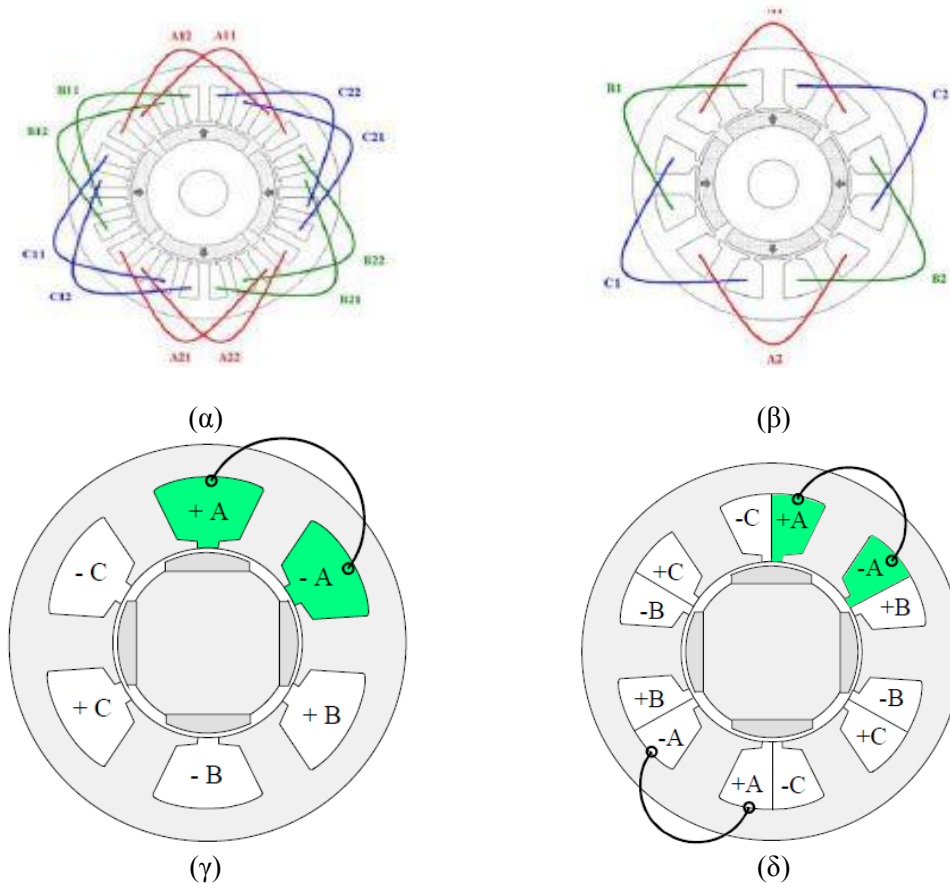 A12 A11
B11
C22
B12
C21
C11
B22
C12
B21
A21 A22
B1
C2
C1
B2
A2
(α)
(β)
+ A
- A
- C
+ C
+ B
- B
-C +A
-A
+B
+C
-B
+B
-A
-B
+C
+A -C
(γ)
(δ)